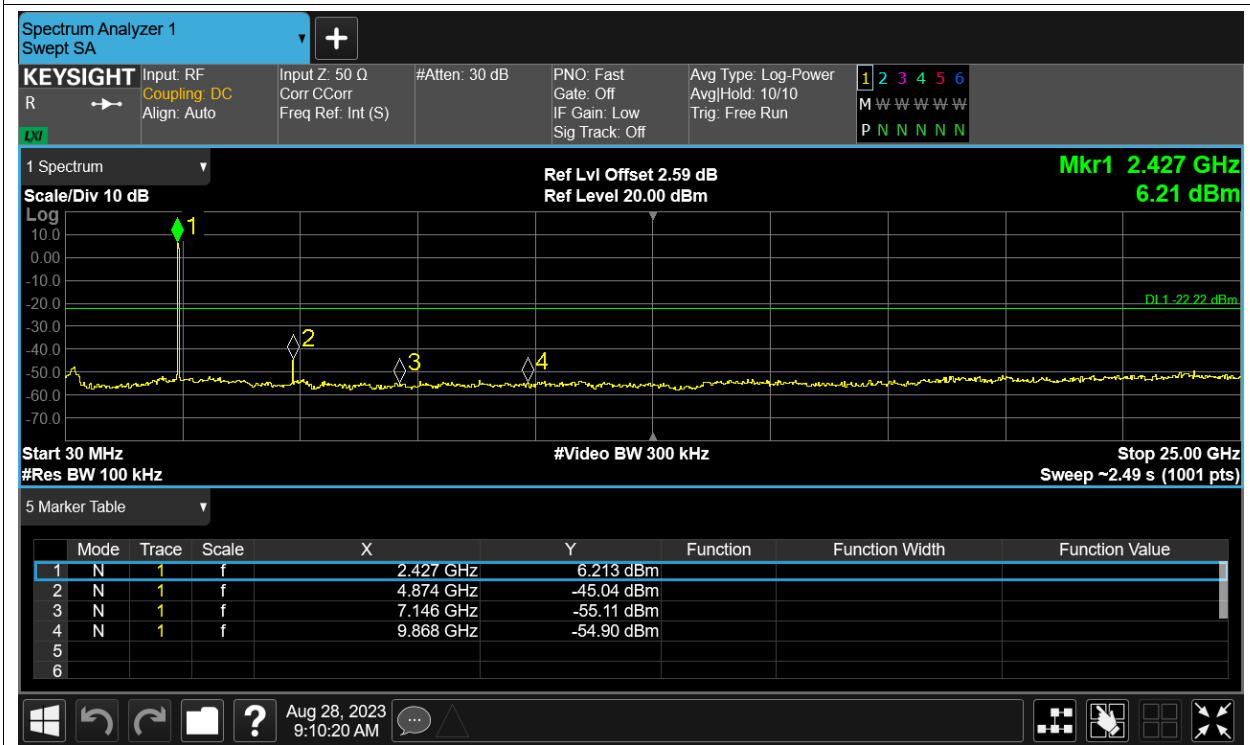 Spectrum Analyzer 1
Swept SA
KEYSIGHT
R
LXI
Input: RF
Coupling: DC
Align: Auto
Input Z: 50 Ω
Corr CCorr
Freq Ref: Int (S)
#Atten: 30 dB
PNO: Fast
Gate: Off
IF Gain: Low
Sig Track: Off
Avg Type: Log-Power
Avg|Hold: 10/10
Trig: Free Run
1 2 3 4 5 6
M W W W W W
P N N N N N
1 Spectrum
Scale/Div 10 dB
Ref Lvl Offset 2.59 dB
Ref Level 20.00 dBm
Mkr1 2.427 GHz
6.21 dBm
Log
10.0
0.00
-10.0
-20.0
-30.0
-40.0
-50.0
-60.0
-70.0
1
2
3
4
DL1 -22.22 dBm
Start 30 MHz
#Video BW 300 kHz
Stop 25.00 GHz
#Res BW 100 kHz
Sweep ~2.49 s (1001 pts)
5 Marker Table
Mode Trace Scale X Y Function Function Width Function Value
1 N 1 f 2.427 GHz 6.213 dBm
2 N 1 f 4.874 GHz -45.04 dBm
3 N 1 f 7.146 GHz -55.11 dBm
4 N 1 f 9.868 GHz -54.90 dBm
5
6
?
Aug 28, 2023
9:10:20 AM